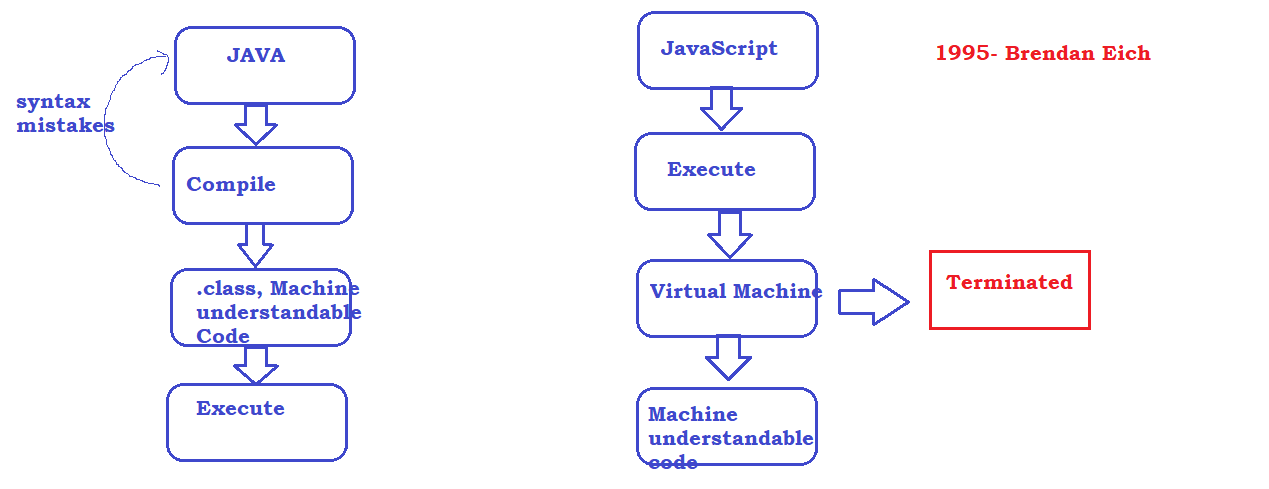 JAVA
syntax
mistakes
Compile
.class, Machine
understandable
Code
Execute
JavaScript
Execute
Virtual Machine
Machine
understandable
code
1995- Brendan Eich
Terminated